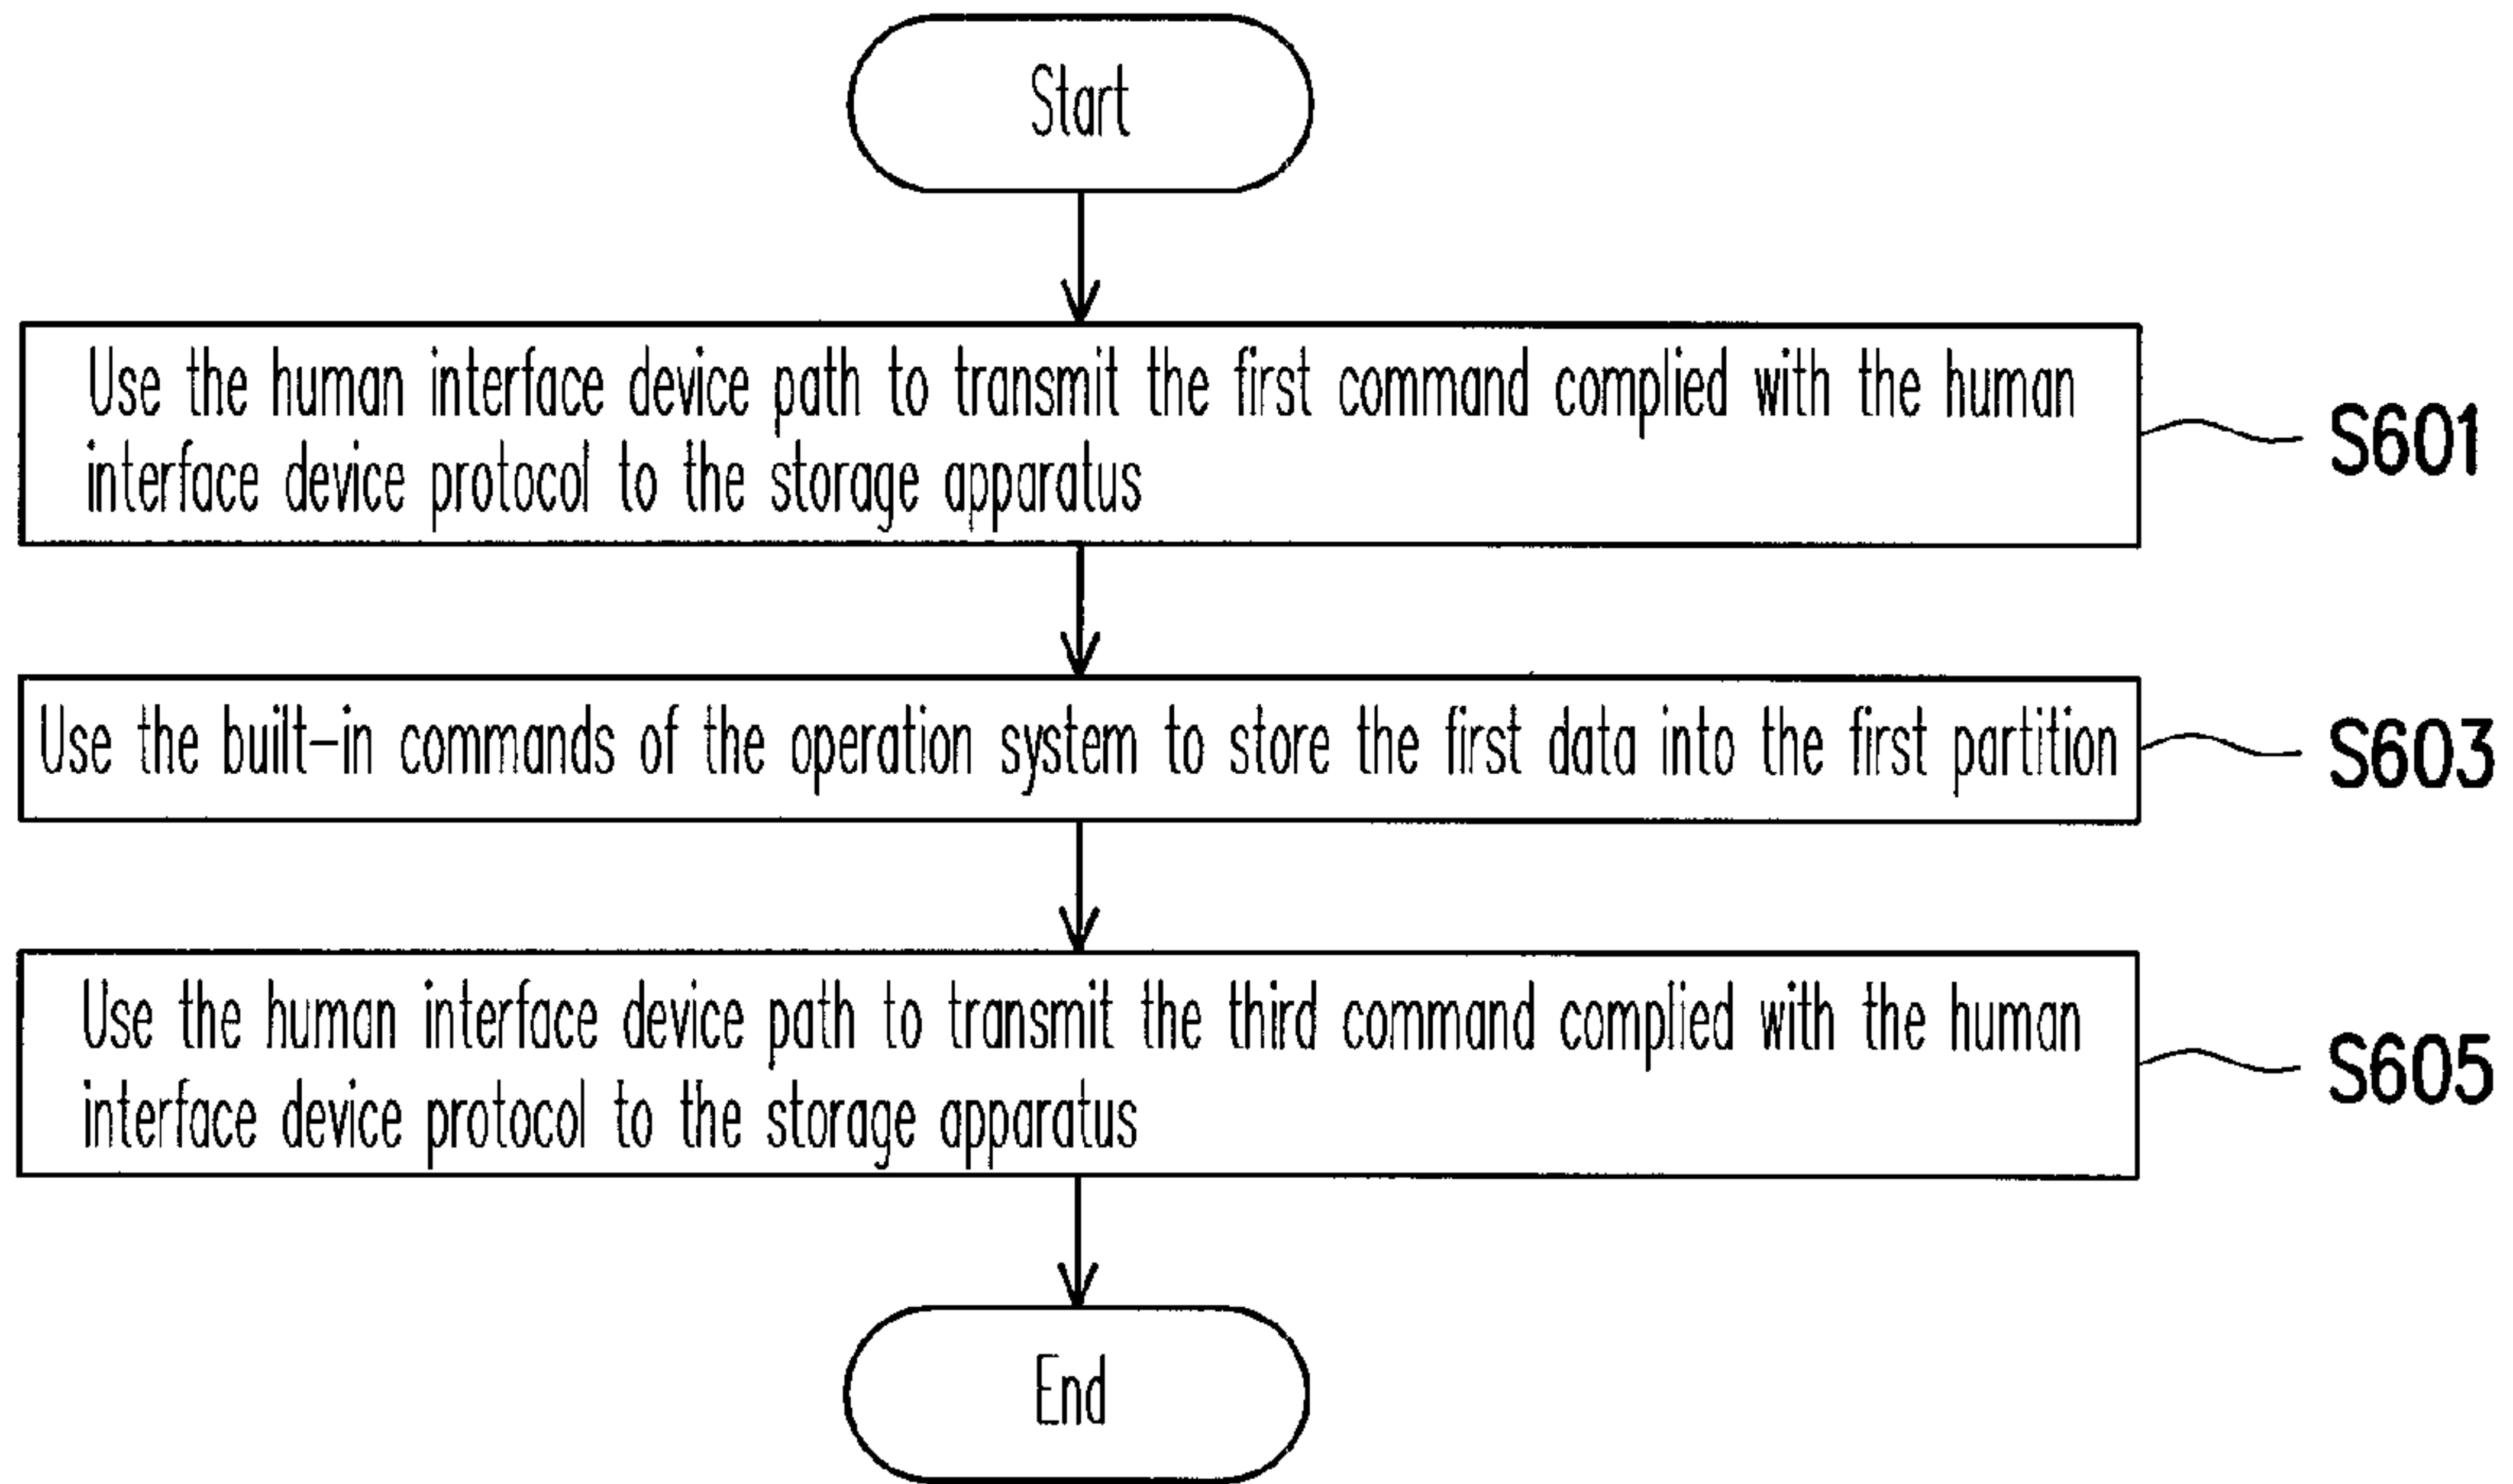 Start
Use the human interface device path to transmit the first command complied with the human
interface device protocol to the storage apparatus
S601
Use the built-in commands of the operation system to store the first data into the first partition
S603
Use the human interface device path to transmit the third command complied with the human
interface device protocol to the storage apparatus
S605
End